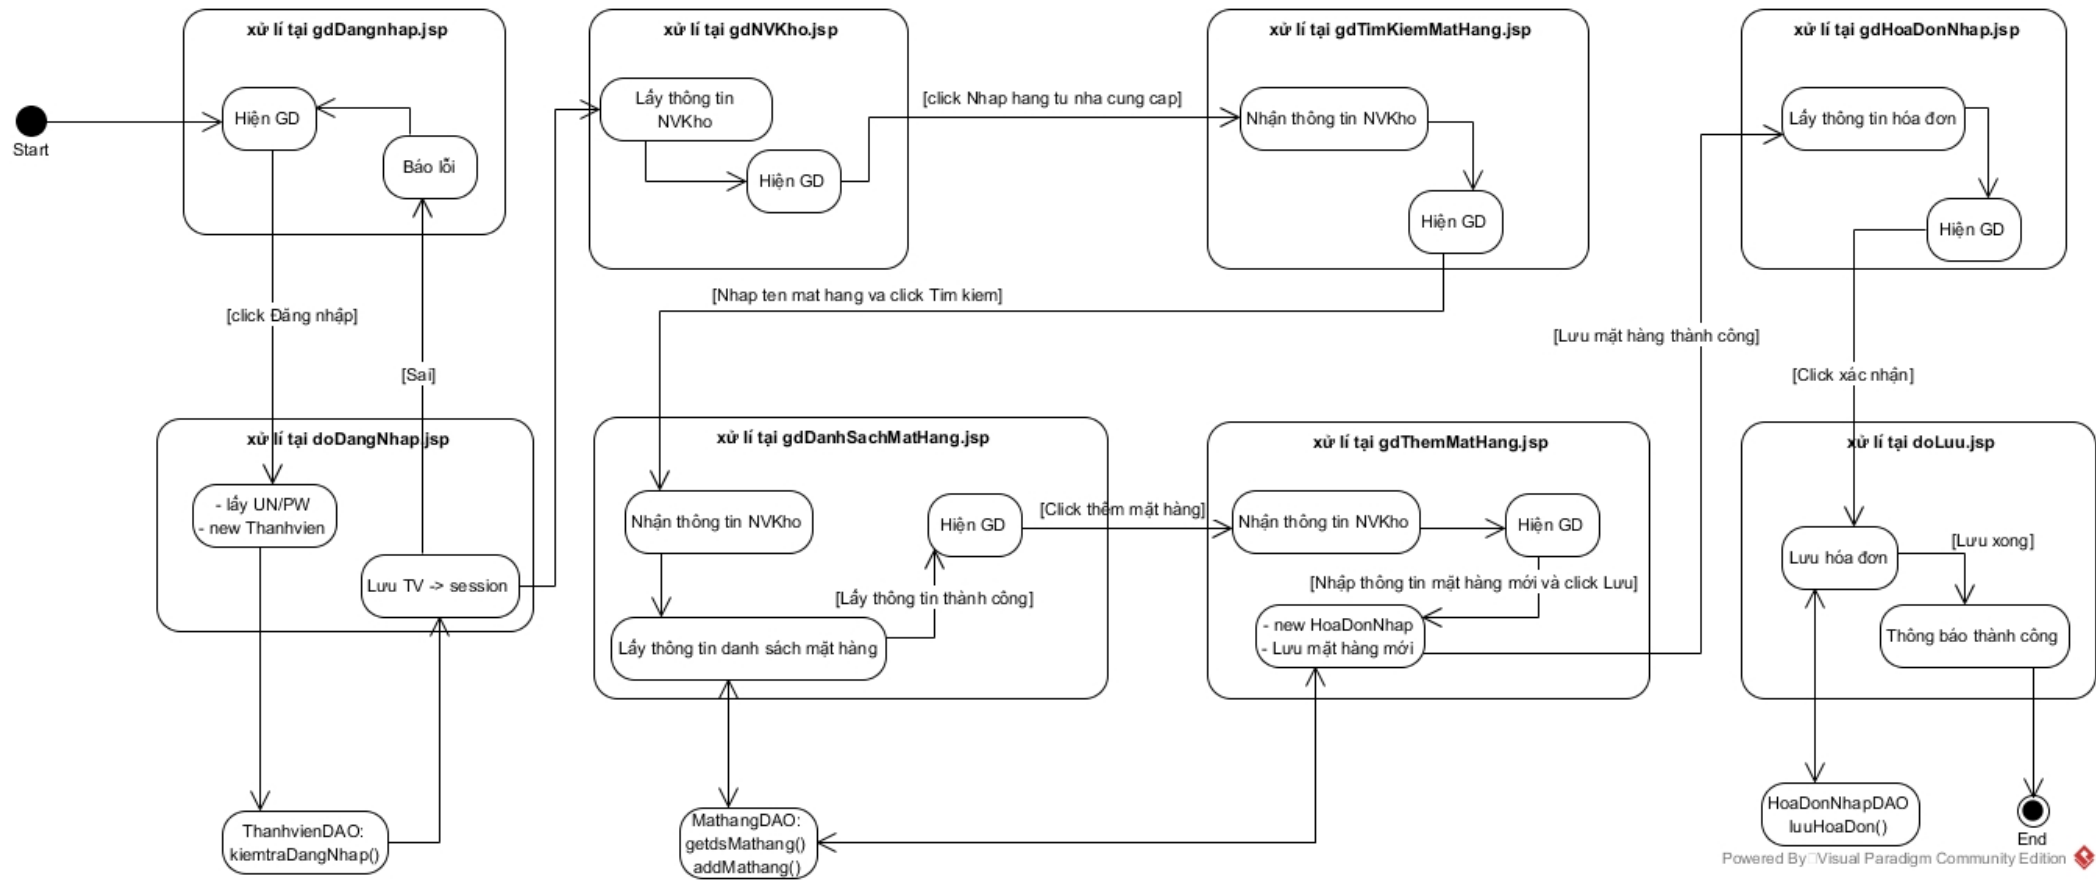 xử lí tại gdDangnhap.jsp
Start
Hiện GD
Báo lỗi
[click Đăng nhập]
[Sai]
xử lí tại doDangNhap.jsp
- lấy UN/PW
- new Thanhvien
Lưu TV -> session
ThanhvienDAO:
kiemtraDangNhap()
xử lí tại gdNVKho.jsp
Lấy thông tin
NVKho
Hiện GD
[click Nhap hang tu nha cung cap]
xử lí tại gdTimKiemMatHang.jsp
Nhận thông tin NVKho
Hiện GD
[Nhap ten mat hang va click Tim kiem]
xử lí tại gdDanhSachMatHang.jsp
Nhận thông tin NVKho
Hiện GD
[Lấy thông tin thành công]
Lấy thông tin danh sách mặt hàng
MathangDAO:
getdsMathang()
addMathang()
[Click thêm mặt hàng]
xử lí tại gdThemMatHang.jsp
Nhận thông tin NVKho
Hiện GD
[Nhập thông tin mặt hàng mới và click Lưu]
- new HoaDonNhap
- Lưu mặt hàng mới
[Lưu mặt hàng thành công]
xử lí tại gdHoaDonNhap.jsp
Lấy thông tin hóa đơn
Hiện GD
[Click xác nhận]
xử lí tại doLuu.jsp
Lưu hóa đơn
[Lưu xong]
Thông báo thành công
HoaDonNhapDAO
luuHoaDon()
End
Powered By Visual Paradigm Community Edition